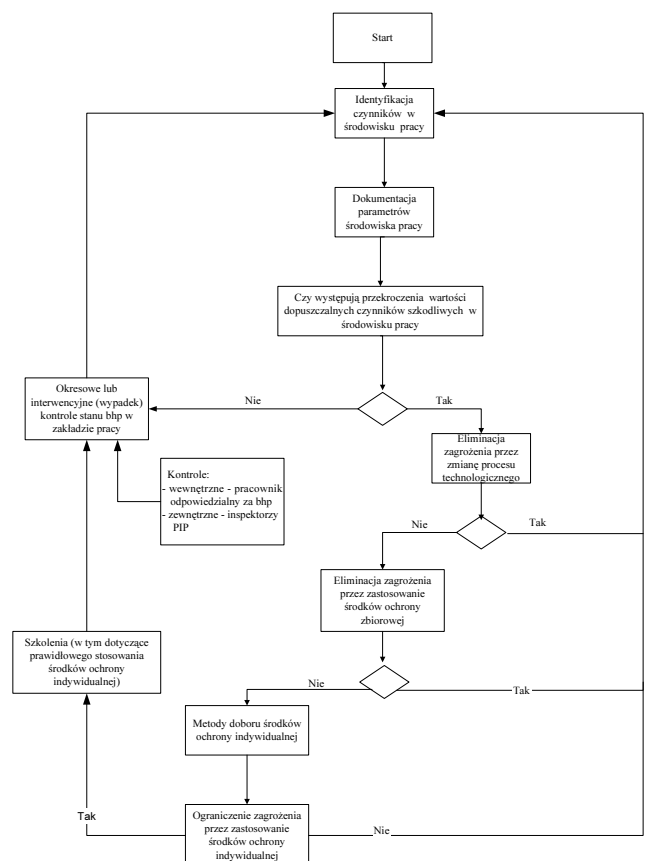 Start
Identyfikacja
czynników w
środowisku pracy
Dokumentacja
parametrów
środowiska pracy
Czy występują przekroczenia wartości
dopuszczalnych czynników szkodliwych w
środowisku pracy
Okresowe lub
interwencyjne (wypadek)
kontrole stanu bhp w
zakładzie pracy
Nie
Tak
Eliminacja
zagrożenia przez
zmianę procesu
technologicznego
Kontrole:
- wewnętrzne - pracownik
odpowiedzialny za bhp
- zewnętrzne - inspektorzy
PIP
Nie
Tak
Eliminacja zagrożenia
przez zastosowanie
środków ochrony
zbiorowej
Szkolenia (w tym dotyczące
prawidłowego stosowania
środków ochrony
indywidualnej)
Nie
Tak
Metody doboru środków
ochrony indywidualnej
Tak
Ograniczenie zagrożenia
przez zastosowanie
środków ochrony
indywidualnej
Nie